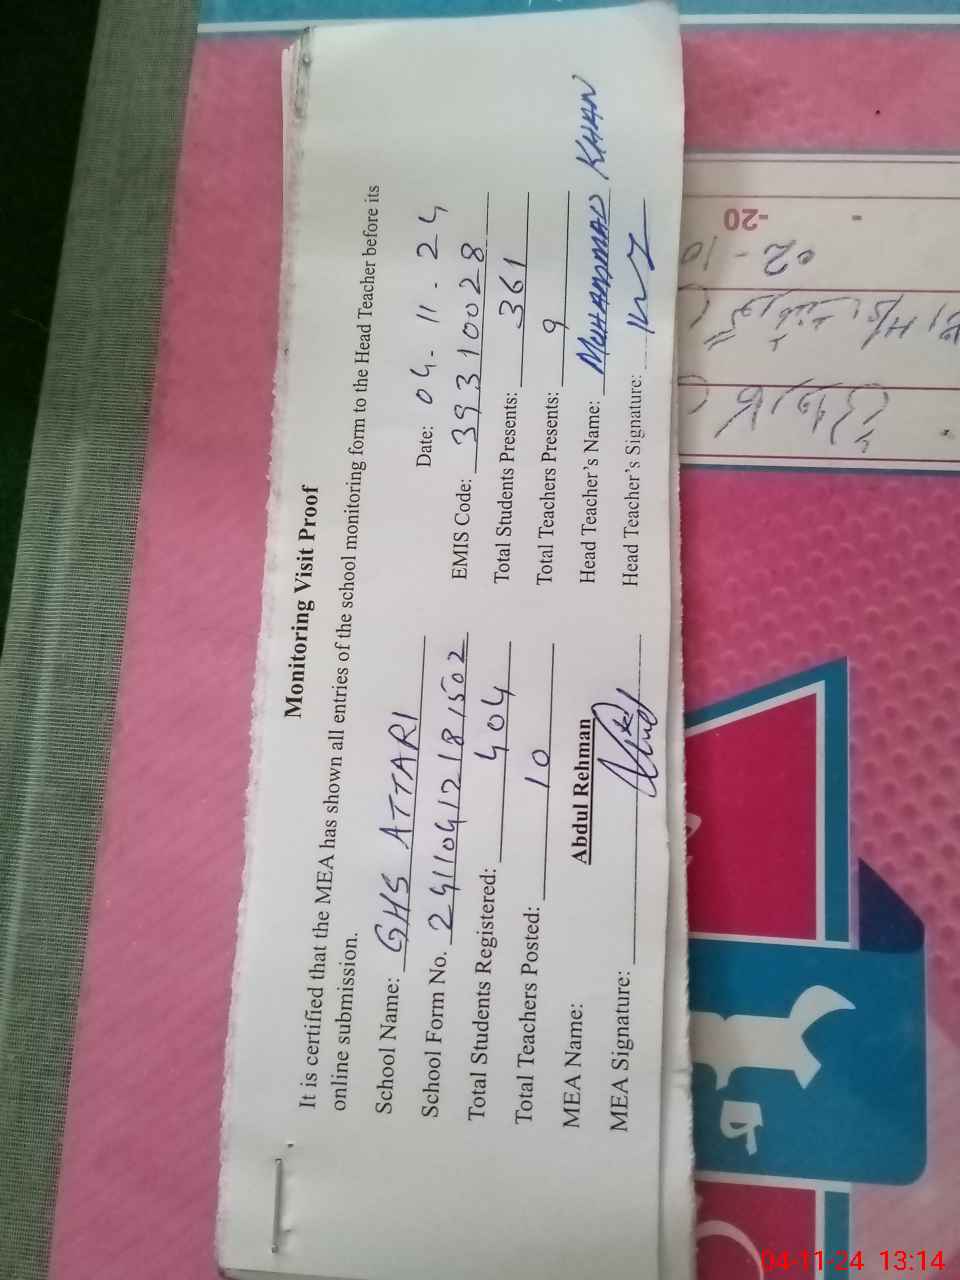 Monitoring Visit Proof
It is certified that the MEA has shown all entries of the school monitoring form to the Head Teacher before its
online submission.
Date: 04-11-24
School Name: GHS ATTARI
EMIS Code: 39310028
School Form No. 24110412181502
Total Students Presents: 361
Total Students Registered: 404
Total Teachers Presents: 9
Total Teachers Posted: 10
Head Teacher's Name: MUHAMMAD KHAN
MEA Name: Abdul Rehman
Head Teacher's Signature:
MEA Signature:
-20
02-10
04-11-24 13:14